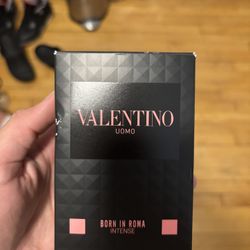 VALENTINO
UOMO
BORN IN ROMA
INTENSE